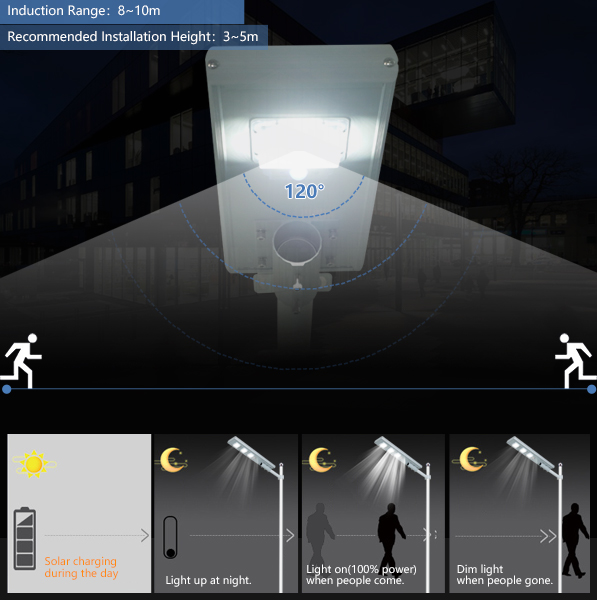 Induction Range: 8~10m
Recommended Installation Height: 3~5m
120°
Solar charging
during the day
Light up at night.
Light on(100% power)
when people come.
Dim light
when people gone.